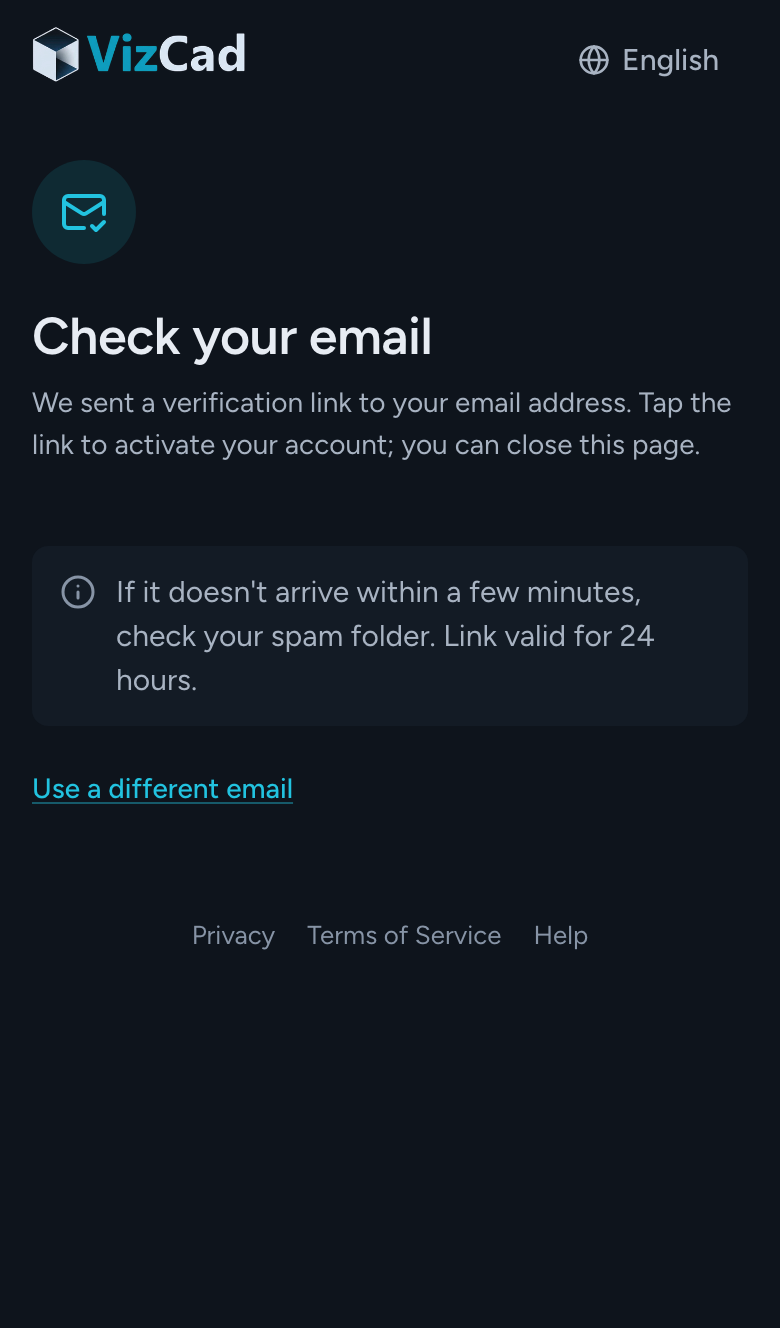 VizCad
English
Check your email
We sent a verification link to your email address. Tap the
link to activate your account; you can close this page.
If it doesn't arrive within a few minutes,
check your spam folder. Link valid for 24
hours.
Use a different email
Privacy Terms of Service Help